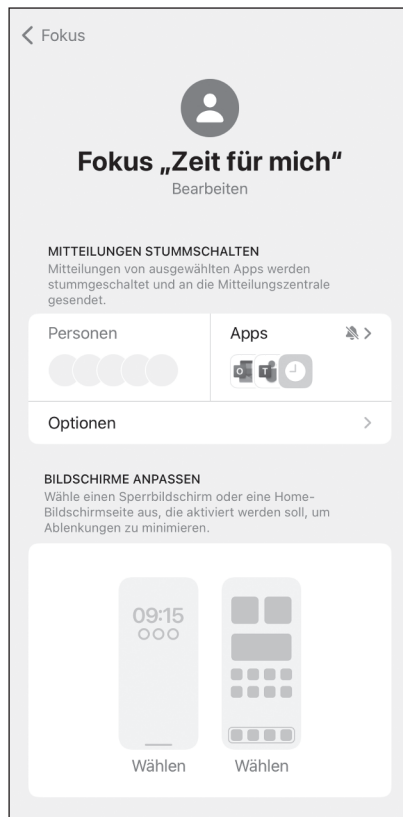 Fokus
Fokus „Zeit für mich“
Bearbeiten
MITTEILUNGEN STUMMSCHALTEN
Mitteilungen von ausgewählten Apps werden
stummgeschaltet und an die Mitteilungszentrale
gesendet.
Personen
Apps
Optionen
BILDSCHIRME ANPASSEN
Wähle einen Sperrbildschirm oder eine Home-
Bildschirmseite aus, die aktiviert werden soll, um
Ablenkungen zu minimieren.
09:15
Wählen
Wählen